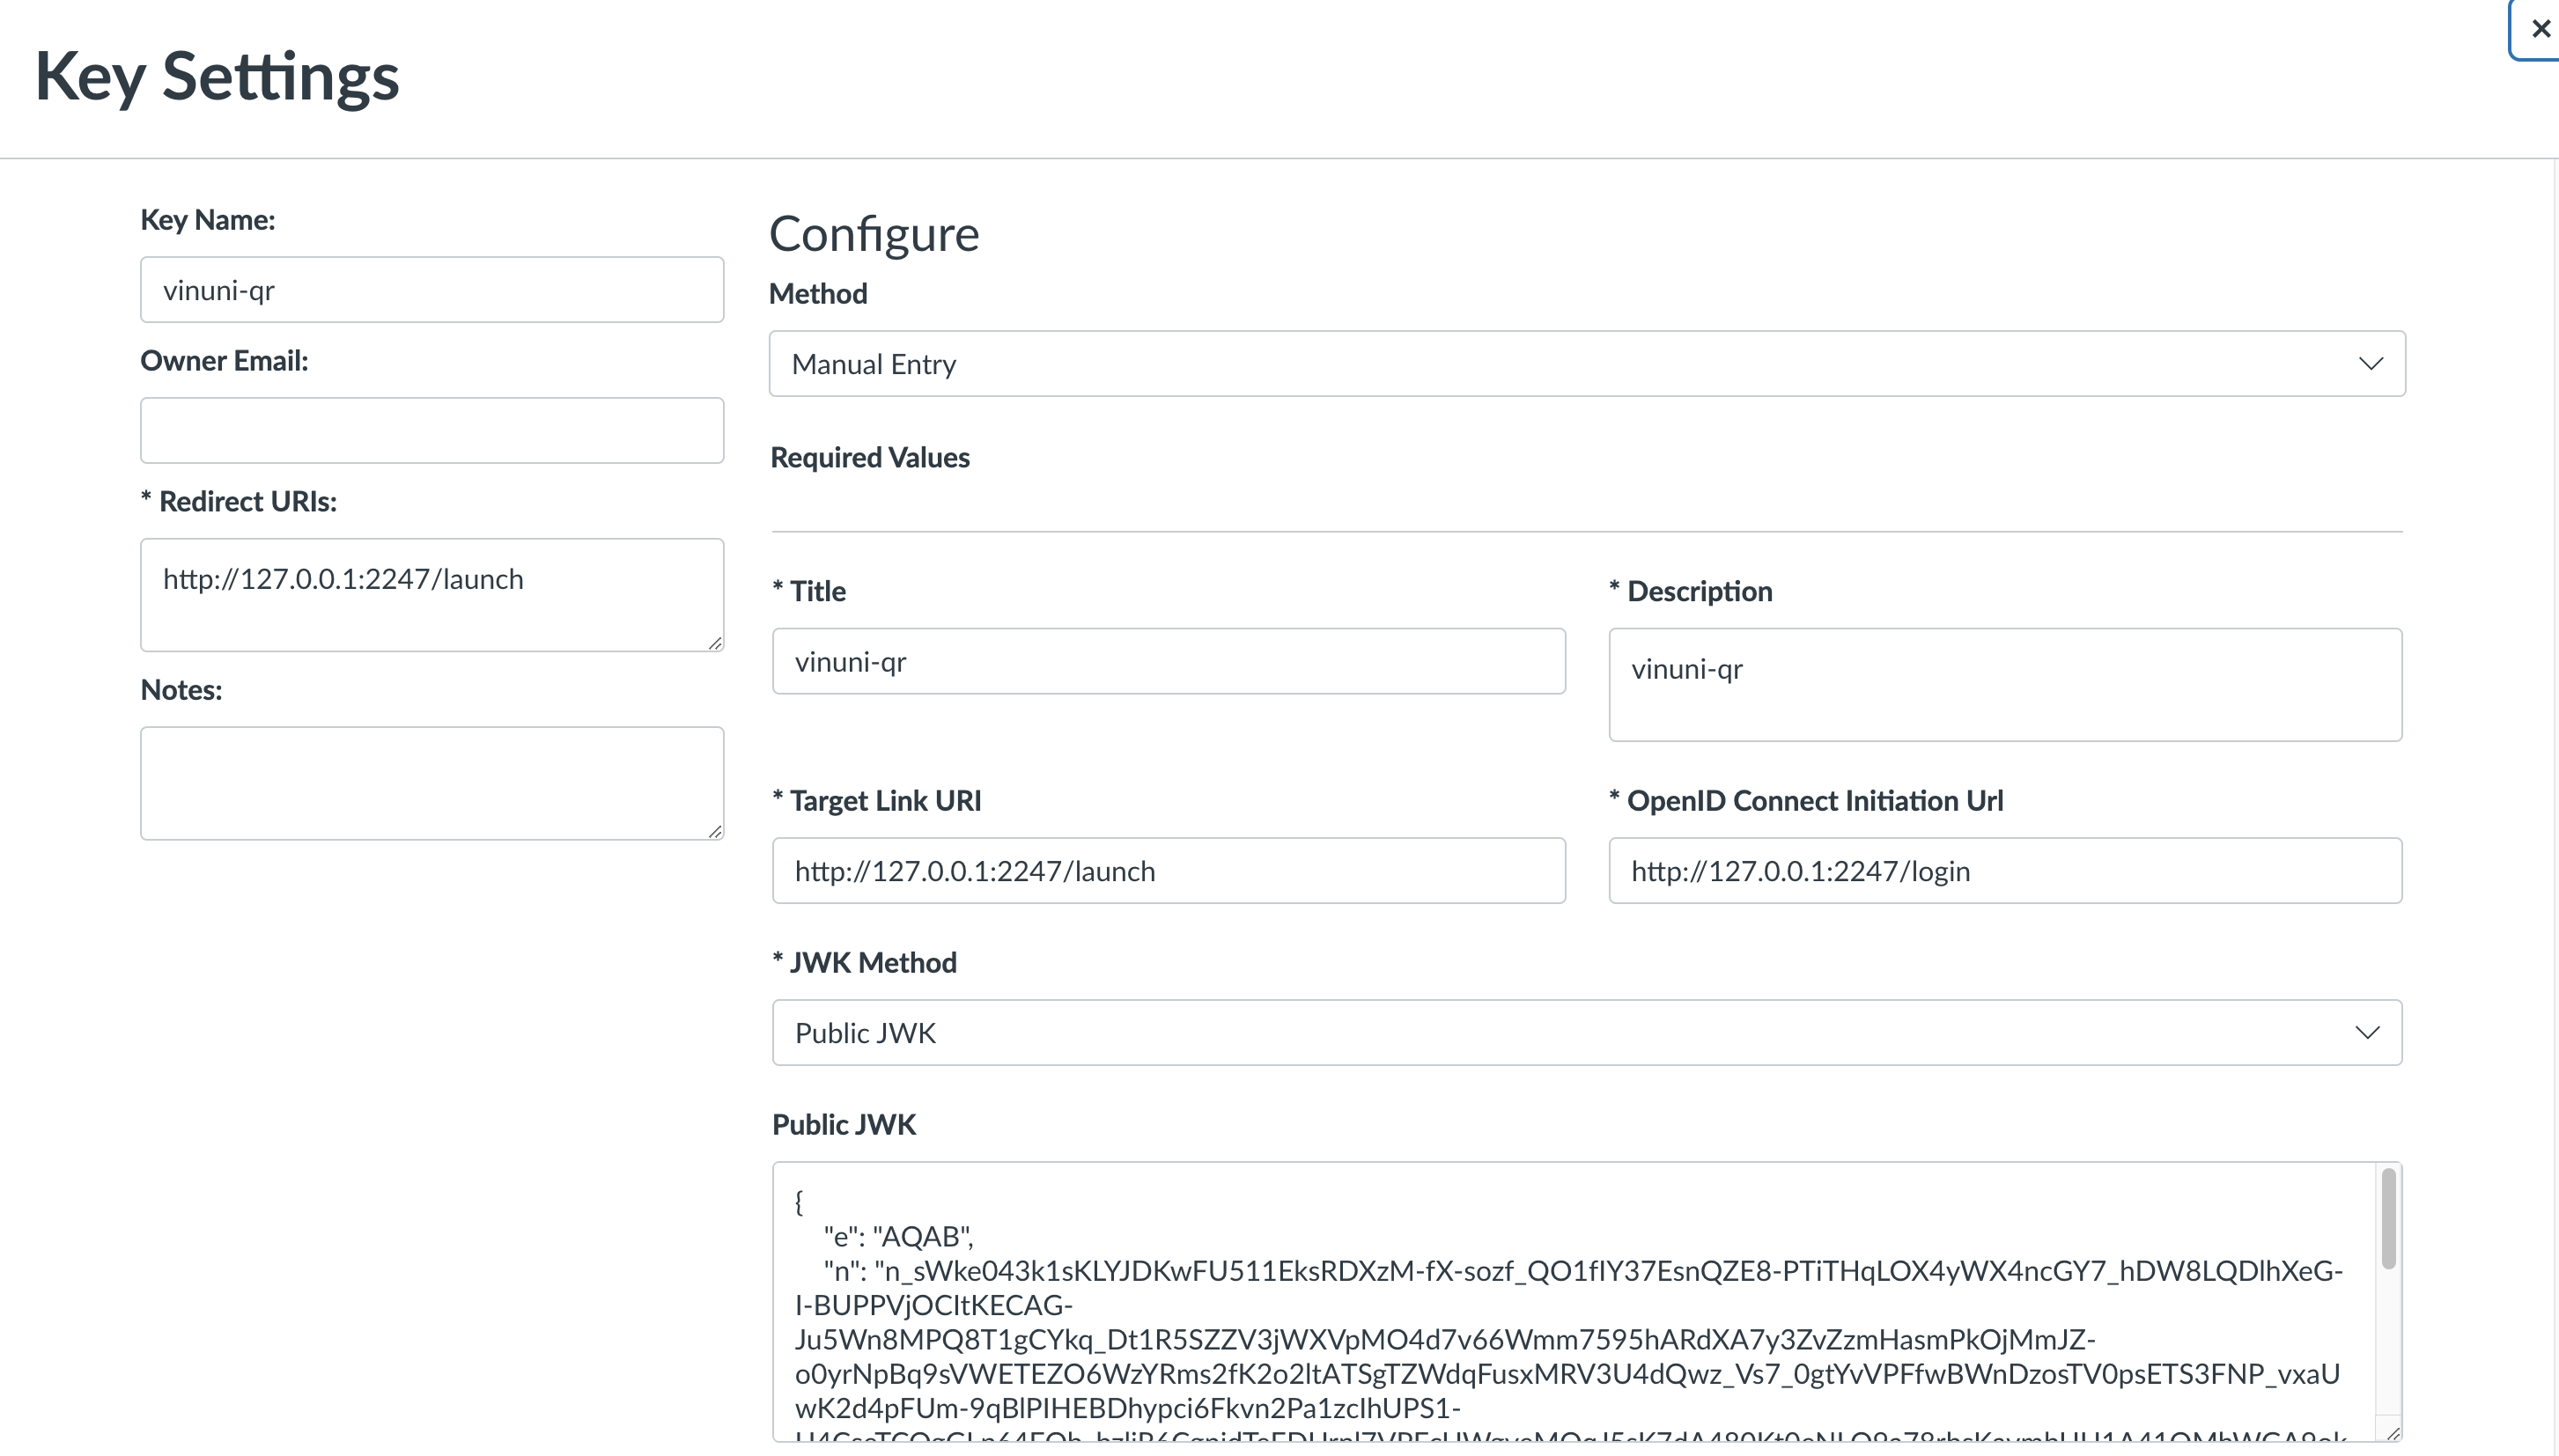 Key Settings
Key Name:
vinuni-qr
Owner Email:
* Redirect URIs:
http://127.0.0.1:2247/launch
Notes:
Configure
Method
Manual Entry
Required Values
* Title
vinuni-qr
* Description
vinuni-qr
* Target Link URI
http://127.0.0.1:2247/launch
* OpenID Connect Initiation Url
http://127.0.0.1:2247/login
* JWK Method
Public JWK
Public JWK
{
"e": "AQAB",
"n": "n_sWke043k1sKLYJDKwFU511EksRDXzM-fX-sozf_QO1fIY37EsnQZE8-PTiTHqLOX4yWX4ncGY7_hDW8LQDlhXeG-
I-BUPPVjOCItKECAG-
Ju5Wn8MPQ8T1gCYkq_Dt1R5SZZV3jWXVpMO4d7v66Wmm7595hARdXA7y3ZvZzmHasmPkOjMmJZ-
o0yrNpBq9sVWETEZO6WzYRms2fK2o2ltATSgTZWdqFusxMRV3U4dQwz_Vs7_0gtYvVPFfwBWnDzosTV0psETS3FNP_vxaU
wK2d4pFUm-9qBlPIHEBDhypci6Fkvn2Pa1zclhUPS1-